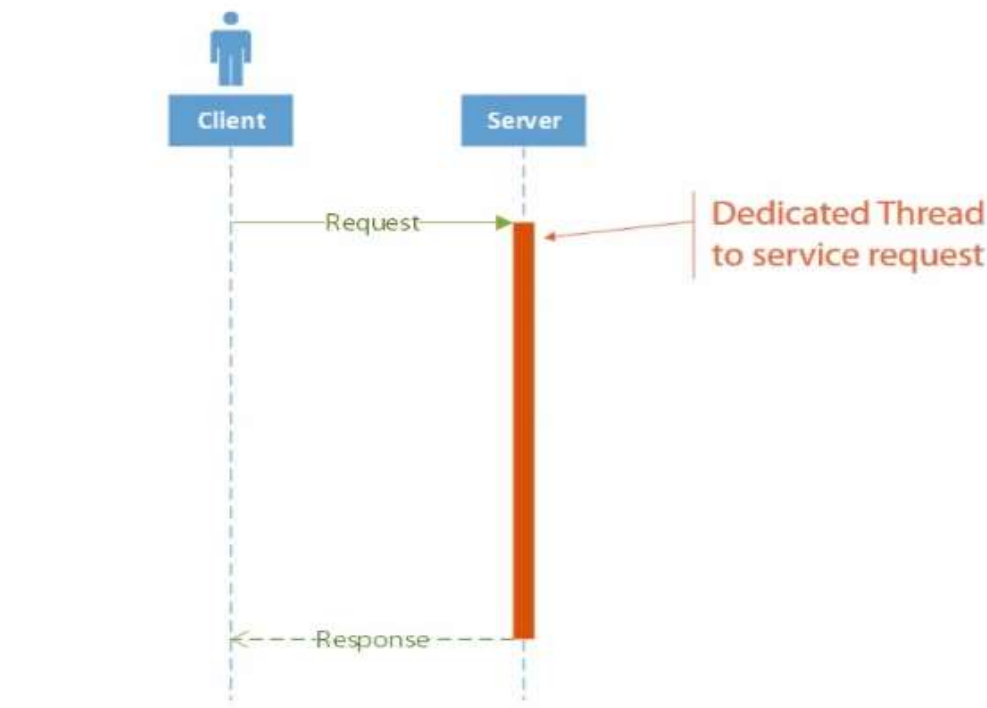 Client
Server
Request
Dedicated Thread
to service request
Response